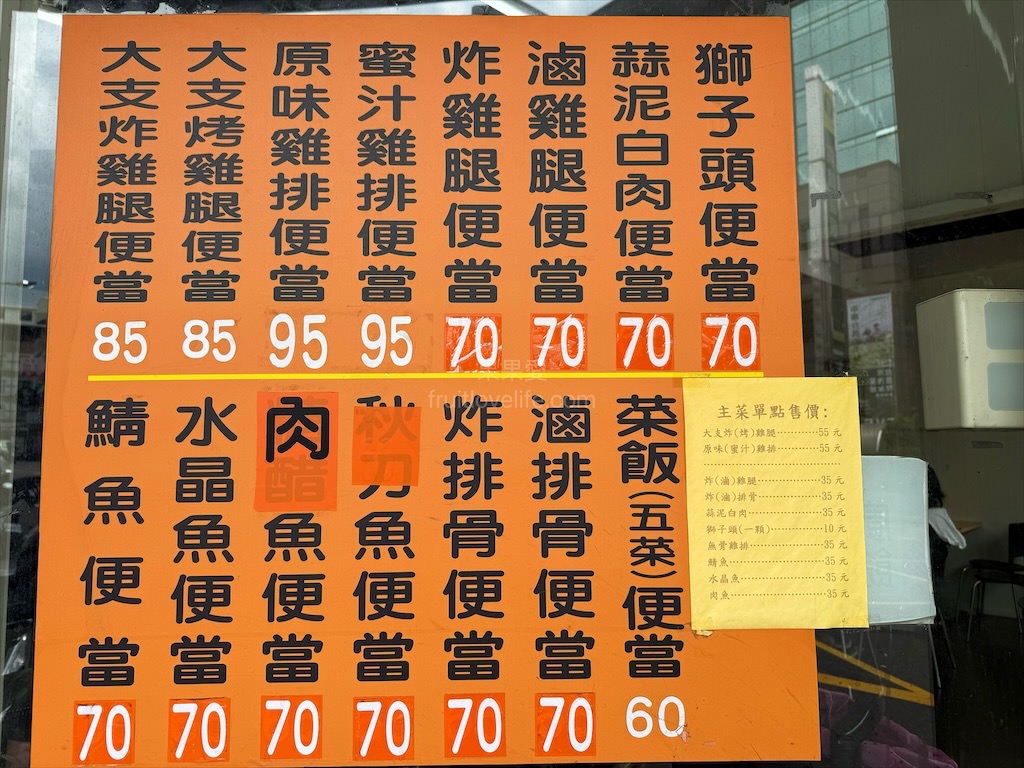 獅子頭便當 70
蒜泥白肉便當 70
滷雞腿便當 70
炸雞腿便當 70
蜜汁雞排便當 95
原味雞排便當 95
大支烤雞腿便當 85
大支炸雞腿便當 85
菜飯(五菜)便當 60
滷排骨便當 70
炸排骨便當 70
秋刀魚便當 70
肉魚便當 70
水晶魚便當 70
鯖魚便當 70
主菜單點售價:
大支炸(烤)雞腿…………55元
原味(蜜汁)雞排…………55元
炸(滷)雞腿……………35元
炸(滷)排骨……………35元
蒜泥白肉………………35元
獅子頭(一顆)…………10元
無骨雞排………………35元
鯖魚……………………35元
水晶魚…………………35元
肉魚……………………35元
fruitlovelife.com